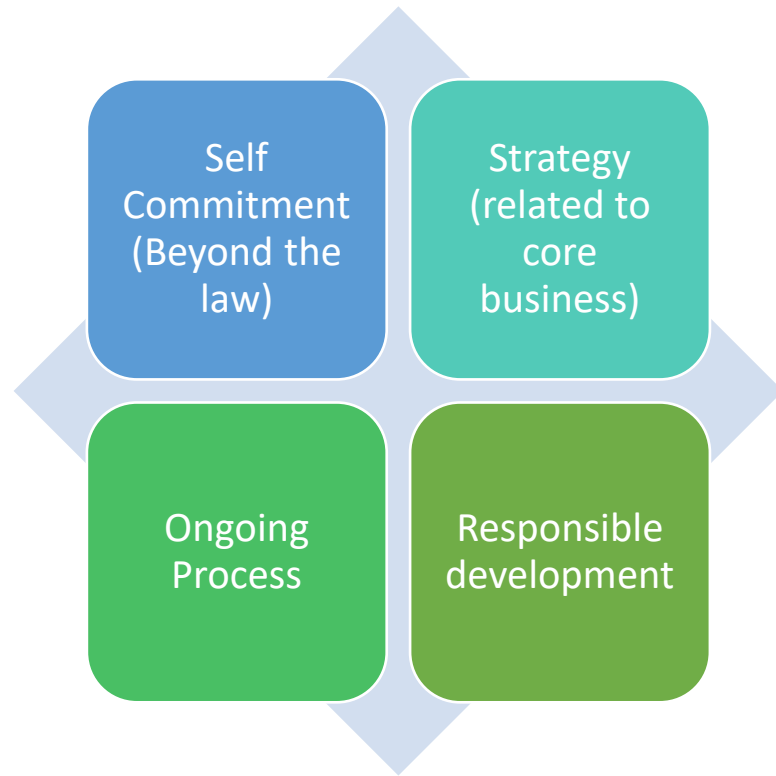 Self
Commitment
(Beyond the
law)
Strategy
(related to
core
business)
Ongoing
Process
Responsible
development